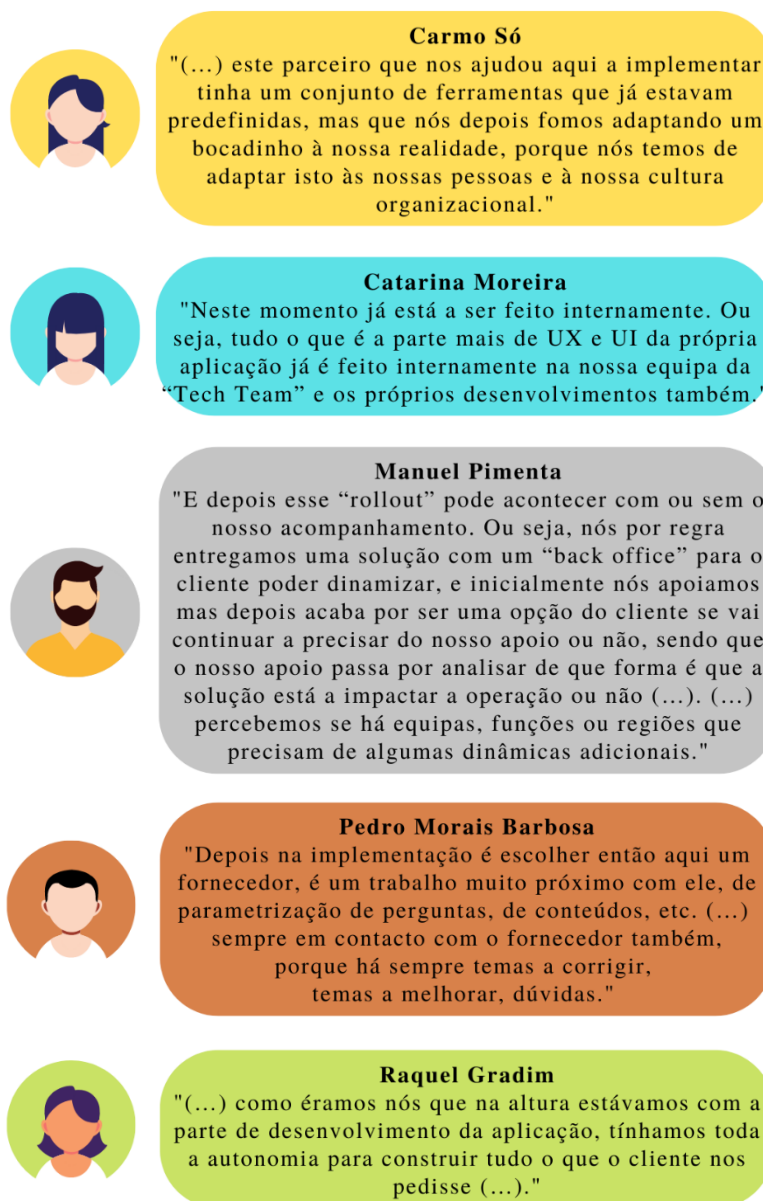 Carmo Só
"(…) este parceiro que nos ajudou aqui a implementar
tinha um conjunto de ferramentas que já estavam
predefinidas, mas que nós depois fomos adaptando um
bocadinho à nossa realidade, porque nós temos de
adaptar isto às nossas pessoas e à nossa cultura
organizacional."
Catarina Moreira
"Neste momento já está a ser feito internamente. Ou
seja, tudo o que é a parte mais de UX e UI da própria
aplicação já é feito internamente na nossa equipa da
“Tech Team” e os próprios desenvolvimentos também."
Manuel Pimenta
"E depois esse “rollout” pode acontecer com ou sem o
nosso acompanhamento. Ou seja, nós por regra
entregamos uma solução com um “back office” para o
cliente poder dinamizar, e inicialmente nós apoiamos
mas depois acaba por ser uma opção do cliente se vai
continuar a precisar do nosso apoio ou não, sendo que
o nosso apoio passa por analisar de que forma é que a
solução está a impactar a operação ou não (…). (…)
percebemos se há equipas, funções ou regiões que
precisam de algumas dinâmicas adicionais."
Pedro Morais Barbosa
"Depois na implementação é escolher então aqui um
fornecedor, é um trabalho muito próximo com ele, de
parametrização de perguntas, de conteúdos, etc. (…)
sempre em contacto com o fornecedor também,
porque há sempre temas a corrigir,
temas a melhorar, dúvidas."
Raquel Gradim
"(…) como éramos nós que na altura estávamos com a
parte de desenvolvimento da aplicação, tínhamos toda
a autonomia para construir tudo o que o cliente nos
pedisse (…)."